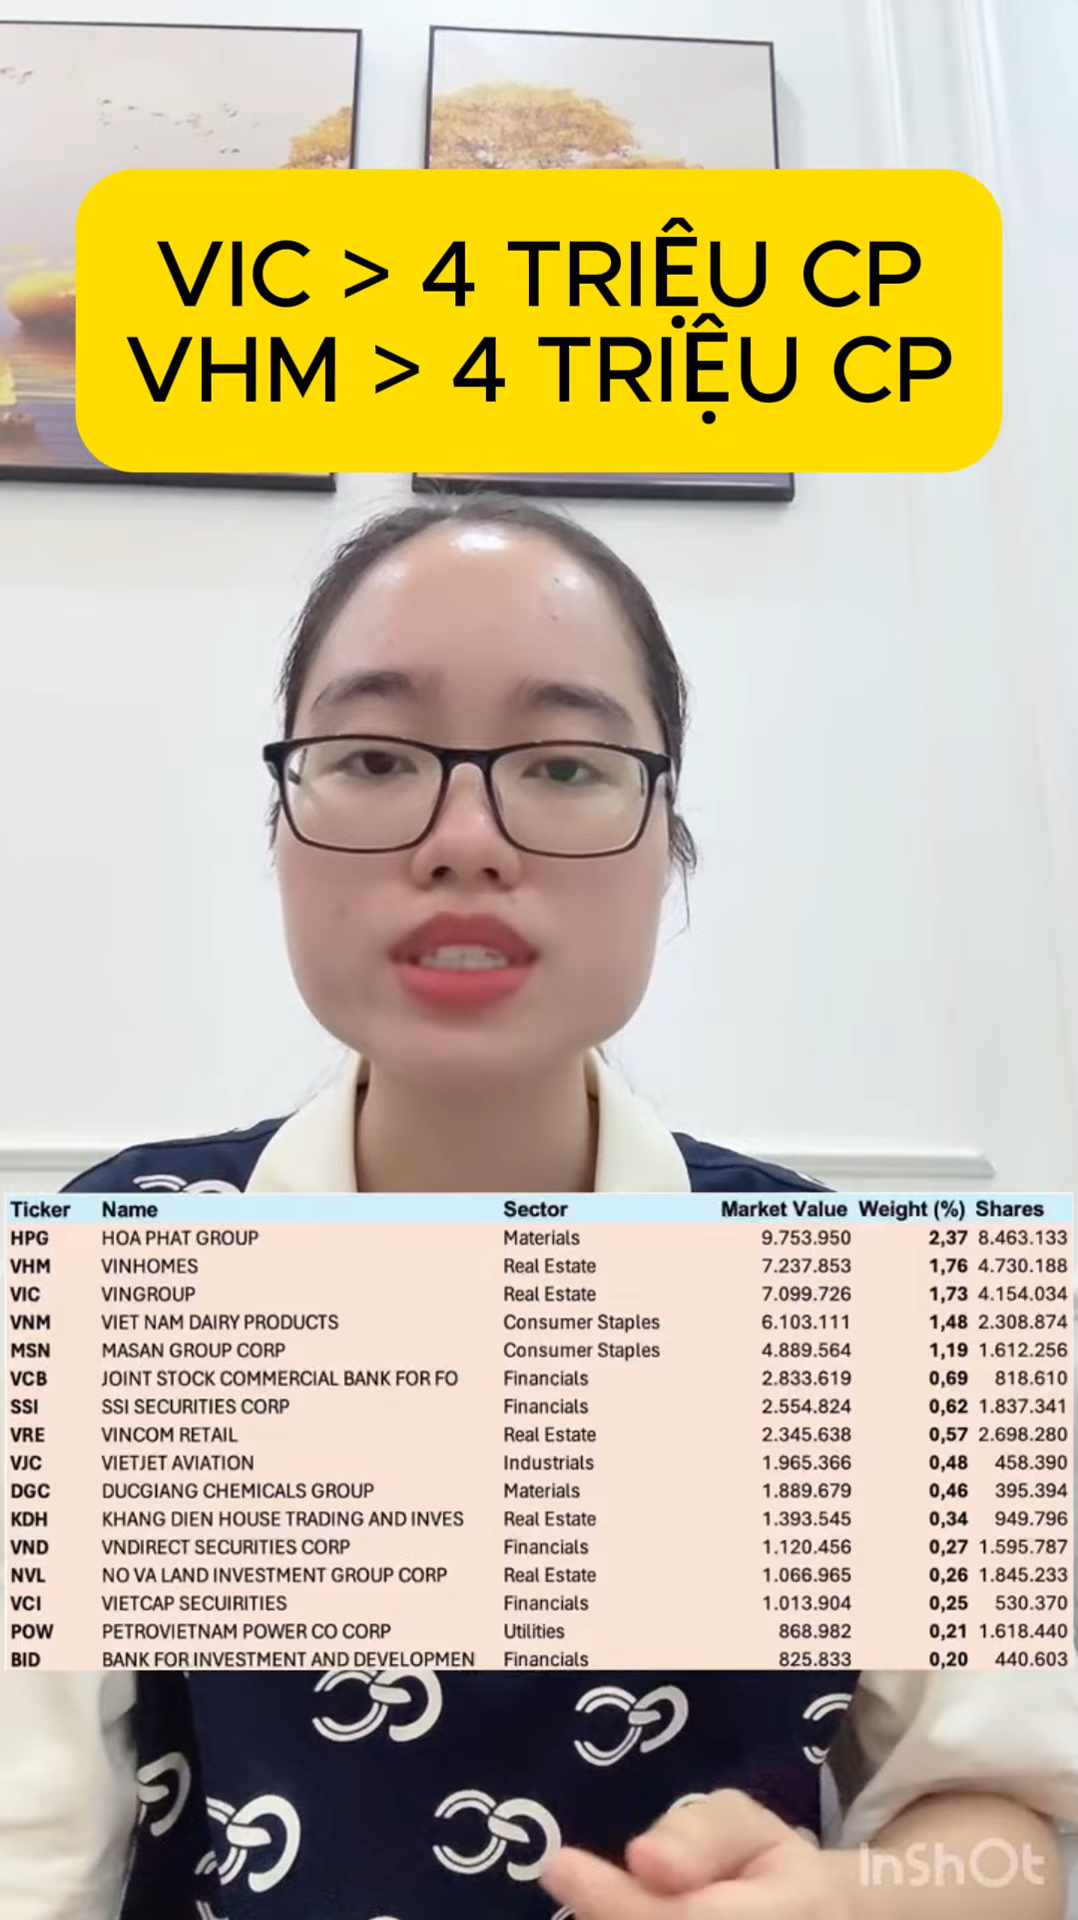 VIC > 4 TRIỆU CP
VHM > 4 TRIỆU CP
Ticker Name Sector Market Value Weight (%) Shares
HPG HOA PHAT GROUP Materials 9.753.950 2,37 8.463.133
VHM VINHOMES Real Estate 7.237.853 1,76 4.730.188
VIC VINGROUP Real Estate 7.099.726 1,73 4.154.034
VNM VIET NAM DAIRY PRODUCTS Consumer Staples 6.103.111 1,48 2.308.874
MSN MASAN GROUP CORP Consumer Staples 4.889.564 1,19 1.612.256
VCB JOINT STOCK COMMERCIAL BANK FOR FO Financials 2.833.619 0,69 818.610
SSI SSI SECURITIES CORP Financials 2.554.824 0,62 1.837.341
VRE VINCOM RETAIL Real Estate 2.345.638 0,57 2.698.280
VJC VIETJET AVIATION Industrials 1.965.366 0,48 458.390
DGC DUCGIANG CHEMICALS GROUP Materials 1.889.679 0,46 395.394
KDH KHANG DIEN HOUSE TRADING AND INVES Real Estate 1.393.545 0,34 949.796
VND VNDIRECT SECURITIES CORP Financials 1.120.456 0,27 1.595.787
NVL NO VA LAND INVESTMENT GROUP CORP Real Estate 1.066.965 0,26 1.845.233
VCI VIETCAP SECUIRITIES Financials 1.013.904 0,25 530.370
POW PETROVIETNAM POWER CO CORP Utilities 868.982 0,21 1.618.440
BID BANK FOR INVESTMENT AND DEVELOPMEN Financials 825.833 0,20 440.603
InShOt